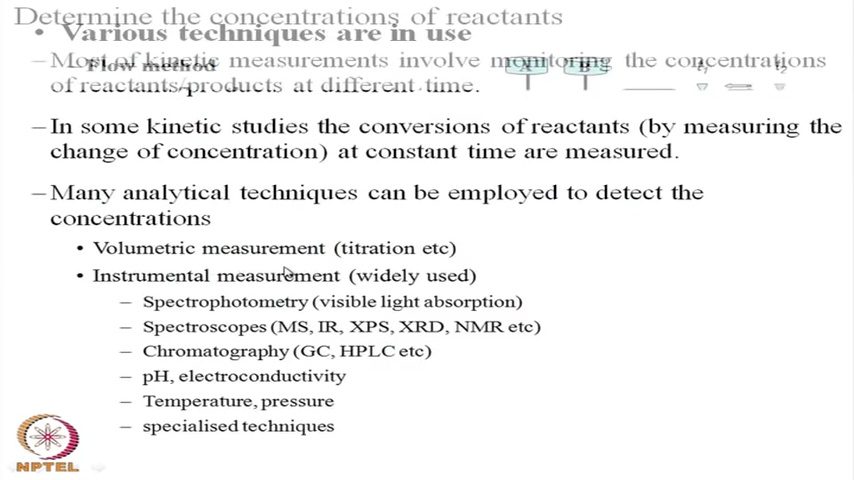 Determine the concentrations of reactants
• Various techniques are in use
– Most of kinetic measurements involve monitoring the concentrations
of reactants/products at different time.
Flow method
A B t1 t2
– In some kinetic studies the conversions of reactants (by measuring the
change of concentration) at constant time are measured.
– Many analytical techniques can be employed to detect the
concentrations
• Volumetric measurement (titration etc)
• Instrumental measurement (widely used)
– Spectrophotometry (visible light absorption)
– Spectroscopes (MS, IR, XPS, XRD, NMR etc)
– Chromatography (GC, HPLC etc)
– pH, electroconductivity
– Temperature, pressure
– specialised techniques
NPTEL